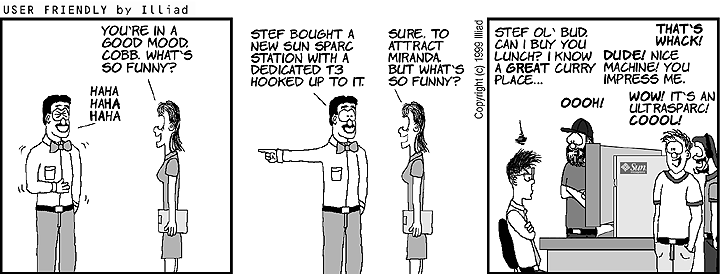 USER FRIENDLY by Illiad
YOU'RE IN A
GOOD MOOD,
COBB. WHAT'S
SO FUNNY?
HAHA
HAHA
HAHA
STEF BOUGHT A
NEW SUN SPARC
STATION WITH A
DEDICATED T3
HOOKED UP TO IT.
SURE. TO
ATTRACT
MIRANDA.
BUT WHAT'S
SO FUNNY?
Copyright (c) 1999 Illiad
STEF OL' BUD.
CAN I BUY YOU
LUNCH? I KNOW
A GREAT CURRY
PLACE...
THAT'S
WHACK!
DUDE! NICE
MACHINE! YOU
IMPRESS ME.
OOOH!
WOW! IT'S AN
ULTRASPARC!
COOOL!
Sun